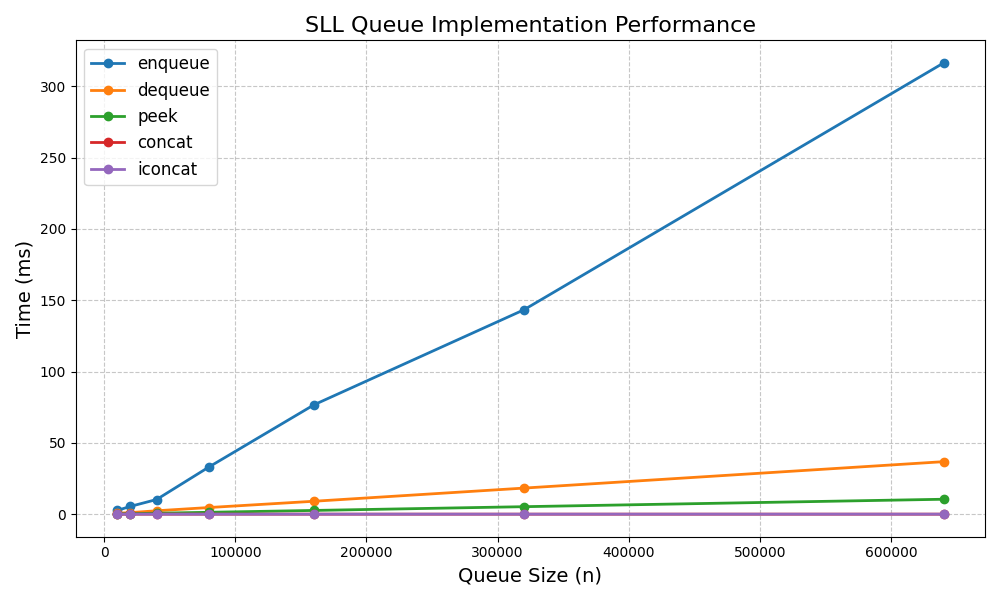 SLL Queue Implementation Performance
enqueue
dequeue
peek
concat
iconcat
Time (ms)
300
250
200
150
100
50
0
0 100000 200000 300000 400000 500000 600000
Queue Size (n)